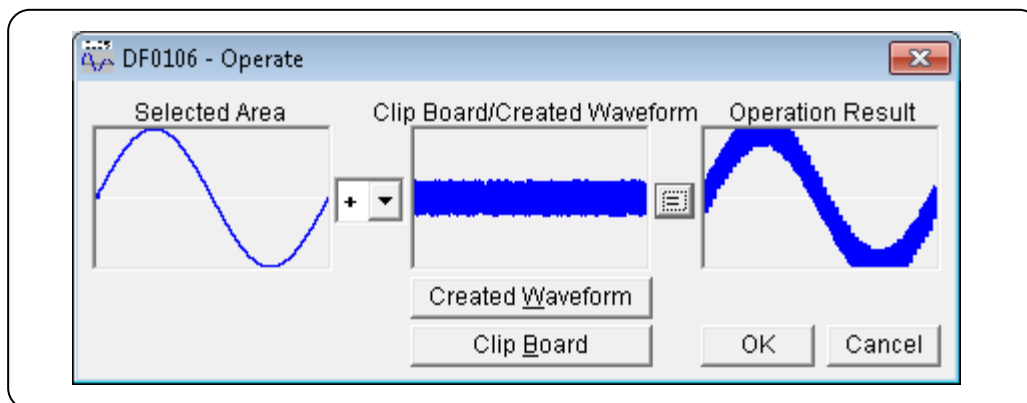 DF0106 - Operate
Selected Area
Clip Board/Created Waveform
Operation Result
+
=
Created Waveform
Clip Board
OK
Cancel